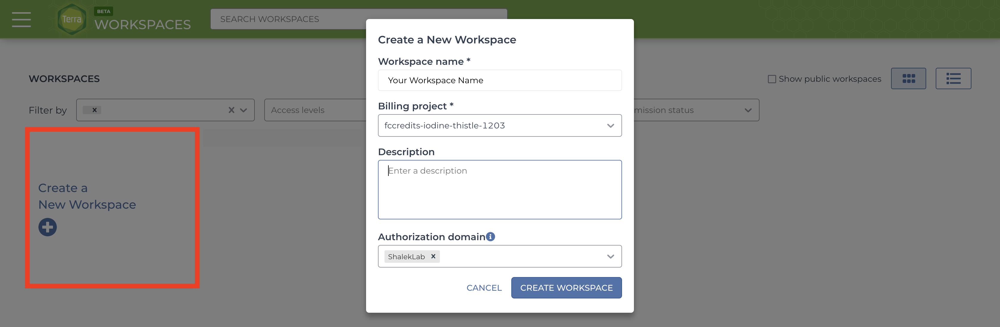 Terra
BETA
WORKSPACES
SEARCH WORKSPACES
WORKSPACES
Show public workspaces
Filter by
Access levels
mission status
Create a
New Workspace
Create a New Workspace
Workspace name *
Your Workspace Name
Billing project *
fccredits-iodine-thistle-1203
Description
Enter a description
Authorization domain
ShalekLab
CANCEL
CREATE WORKSPACE